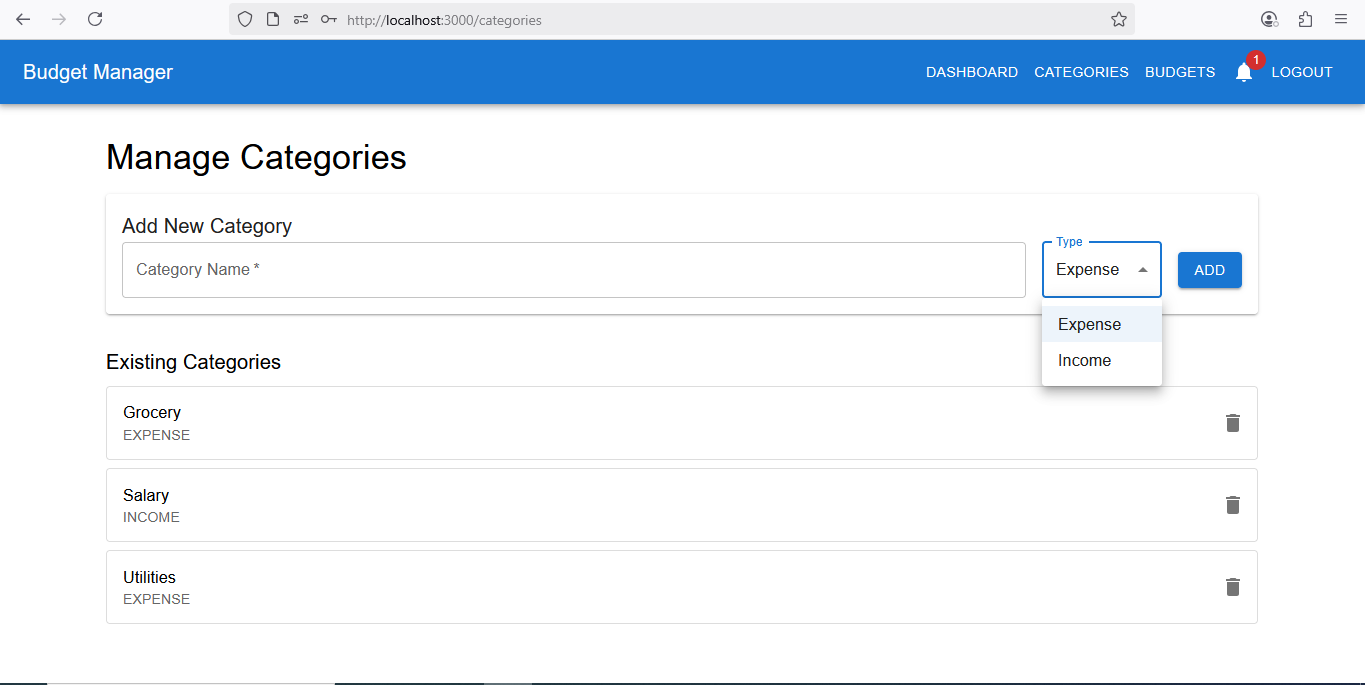 http://localhost:3000/categories
Budget Manager
DASHBOARD CATEGORIES BUDGETS 1 LOGOUT
Manage Categories
Add New Category
Category Name *
Type
Expense
ADD
Expense
Income
Existing Categories
Grocery
EXPENSE
Salary
INCOME
Utilities
EXPENSE